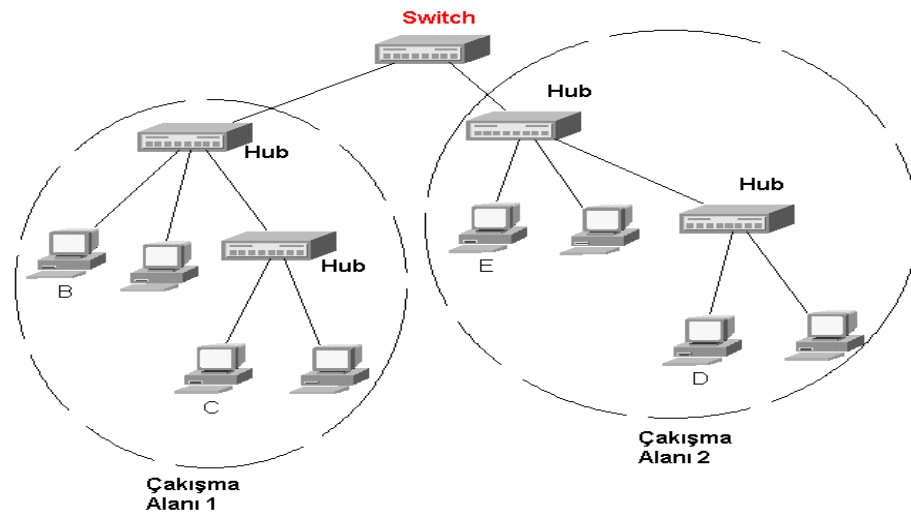 Switch
Hub
Hub
Hub
Hub
B
E
C
D
Çakışma
Alanı 1
Çakışma
Alanı 2